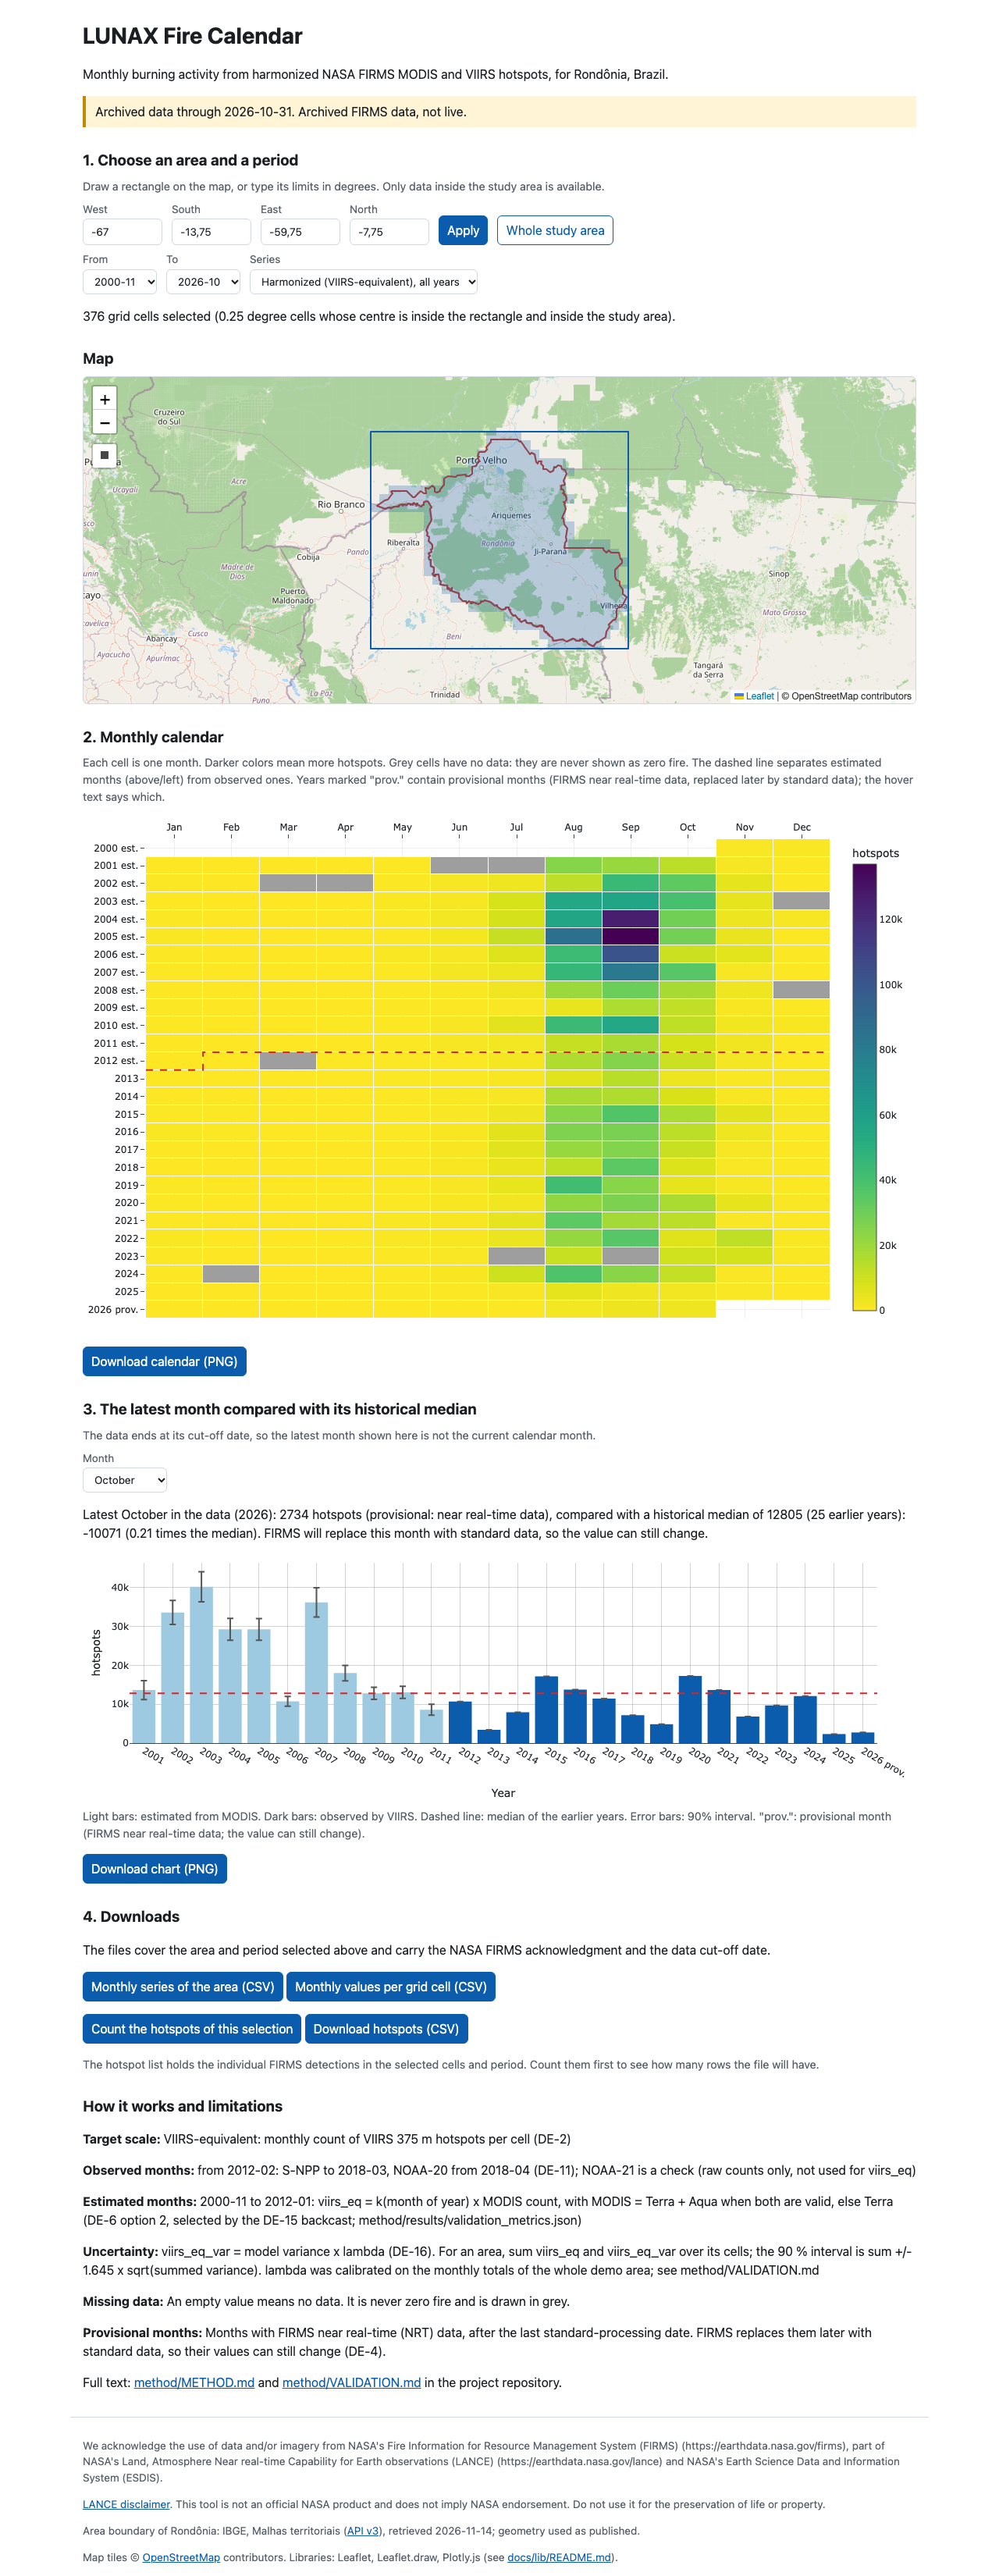 LUNAX Fire Calendar
Monthly burning activity from harmonized NASA FIRMS MODIS and VIIRS hotspots, for Rondônia, Brazil.
Archived data through 2026-10-31. Archived FIRMS data, not live.
1. Choose an area and a period
Draw a rectangle on the map, or type its limits in degrees. Only data inside the study area is available.
West South East North
-67 -13,75 -59,75 -7,75 Apply Whole study area
From To Series
2000-11 2026-10 Harmonized (VIIRS-equivalent), all years
376 grid cells selected (0.25 degree cells whose centre is inside the rectangle and inside the study area).
Map
+
−
Cruzeiro
do Sul
Ucayali
Acre
Porto Velho
Rio Branco
Ariquemes
Riberalta
Rondônia
Ji-Paraná
Cobija
Pando
Madre de
Dios
Puerto
Maldonado
Sinop
Vilhena
Mato Grosso
Abancay
Cusco
Beni
Ayacucho
Apurímac
La Paz
Puno
Trinidad
Tangará
da Serra
Leaflet | © OpenStreetMap contributors
2. Monthly calendar
Each cell is one month. Darker colors mean more hotspots. Grey cells have no data: they are never shown as zero fire. The dashed line separates estimated
months (above/left) from observed ones. Years marked "prov." contain provisional months (FIRMS near real-time data, replaced later by standard data); the hover
text says which.
Jan Feb Mar Apr May Jun Jul Aug Sep Oct Nov Dec
2000 est.
2001 est.
2002 est.
2003 est.
2004 est.
2005 est.
2006 est.
2007 est.
2008 est.
2009 est.
2010 est.
2011 est.
2012 est.
2013
2014
2015
2016
2017
2018
2019
2020
2021
2022
2023
2024
2025
2026 prov.
hotspots
120k
100k
80k
60k
40k
20k
0
Download calendar (PNG)
3. The latest month compared with its historical median
The data ends at its cut-off date, so the latest month shown here is not the current calendar month.
Month
October
Latest October in the data (2026): 2734 hotspots (provisional: near real-time data), compared with a historical median of 12805 (25 earlier years):
-10071 (0.21 times the median). FIRMS will replace this month with standard data, so the value can still change.
hotspots
40k
30k
20k
10k
0
2001 2002 2003 2004 2005 2006 2007 2008 2009 2010 2011 2012 2013 2014 2015 2016 2017 2018 2019 2020 2021 2022 2023 2024 2025 2026 prov.
Year
Light bars: estimated from MODIS. Dark bars: observed by VIIRS. Dashed line: median of the earlier years. Error bars: 90% interval. "prov.": provisional month
(FIRMS near real-time data; the value can still change).
Download chart (PNG)
4. Downloads
The files cover the area and period selected above and carry the NASA FIRMS acknowledgment and the data cut-off date.
Monthly series of the area (CSV) Monthly values per grid cell (CSV)
Count the hotspots of this selection Download hotspots (CSV)
The hotspot list holds the individual FIRMS detections in the selected cells and period. Count them first to see how many rows the file will have.
How it works and limitations
Target scale: VIIRS-equivalent: monthly count of VIIRS 375 m hotspots per cell (DE-2)
Observed months: from 2012-02: S-NPP to 2018-03, NOAA-20 from 2018-04 (DE-11); NOAA-21 is a check (raw counts only, not used for viirs_eq)
Estimated months: 2000-11 to 2012-01: viirs_eq = k(month of year) x MODIS count, with MODIS = Terra + Aqua when both are valid, else Terra
(DE-6 option 2, selected by the DE-15 backcast; method/results/validation_metrics.json)
Uncertainty: viirs_eq_var = model variance x lambda (DE-16). For an area, sum viirs_eq and viirs_eq_var over its cells; the 90 % interval is sum +/-
1.645 x sqrt(summed variance). lambda was calibrated on the monthly totals of the whole demo area; see method/VALIDATION.md
Missing data: An empty value means no data. It is never zero fire and is drawn in grey.
Provisional months: Months with FIRMS near real-time (NRT) data, after the last standard-processing date. FIRMS replaces them later with
standard data, so their values can still change (DE-4).
Full text: method/METHOD.md and method/VALIDATION.md in the project repository.
We acknowledge the use of data and/or imagery from NASA's Fire Information for Resource Management System (FIRMS) (https://earthdata.nasa.gov/firms), part of
NASA's Land, Atmosphere Near real-time Capability for Earth observations (LANCE) (https://earthdata.nasa.gov/lance) and NASA's Earth Science Data and Information
System (ESDIS).
LANCE disclaimer. This tool is not an official NASA product and does not imply NASA endorsement. Do not use it for the preservation of life or property.
Area boundary of Rondônia: IBGE, Malhas territoriais (API v3), retrieved 2026-11-14; geometry used as published.
Map tiles © OpenStreetMap contributors. Libraries: Leaflet, Leaflet.draw, Plotly.js (see docs/lib/README.md).